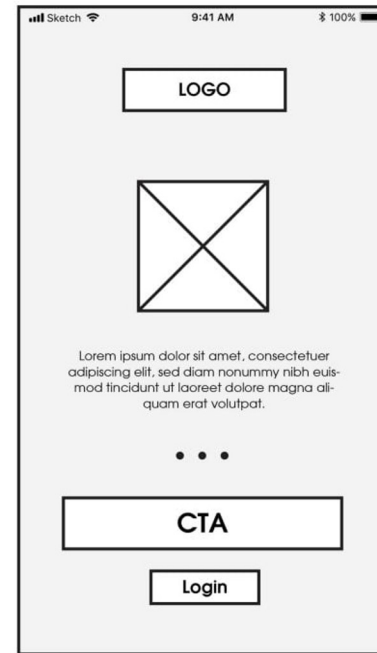 Sketch 9:41 AM 100%
LOGO
Lorem ipsum dolor sit amet, consectetuer
adipiscing elit, sed diam nonummy nibh euis-
mod tincidunt ut laoreet dolore magna ali-
quam erat volutpat.
CTA
Login